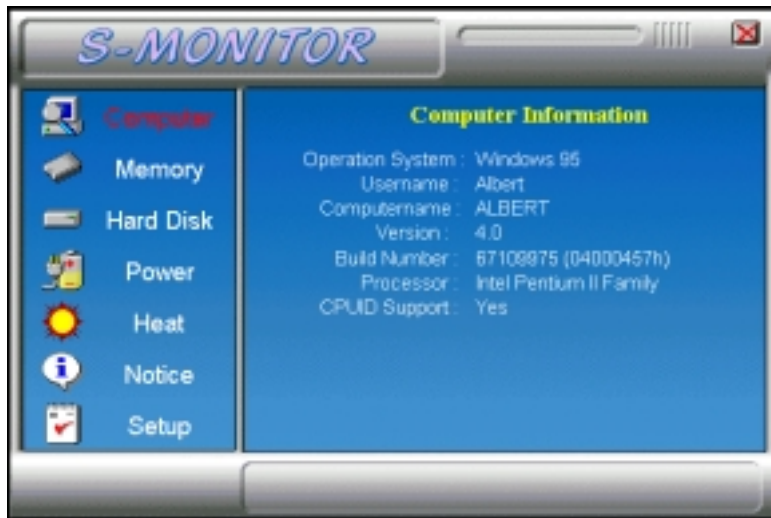 S-MONITOR
Computer
Memory
Hard Disk
Power
Heat
Notice
Setup
Computer Information
Operation System : Windows 95
Username : Albert
Computername : ALBERT
Version : 4.0
Build Number : 67109975 (04000457h)
Processor : Intel Pentium II Family
CPUID Support : Yes